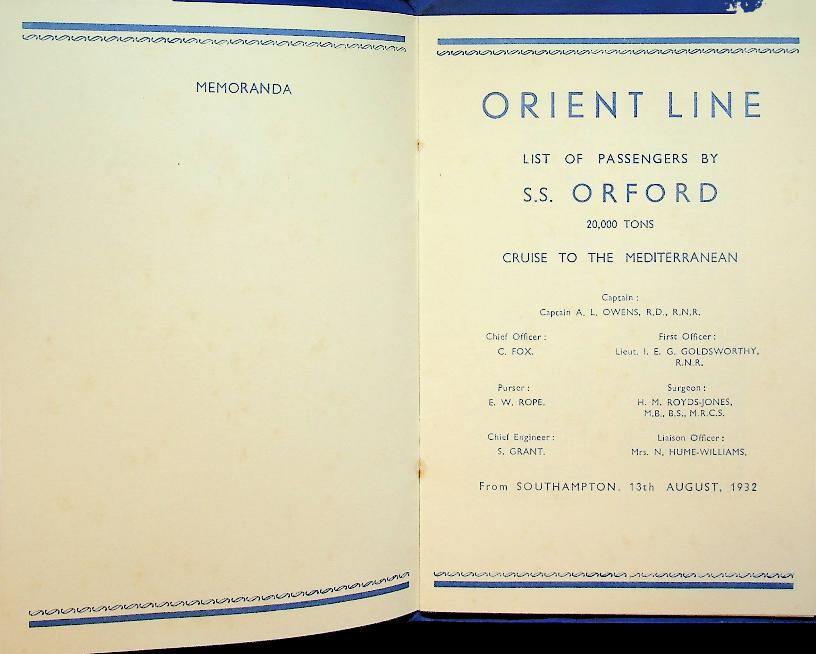 MEMORANDA
ORIENT LINE
LIST OF PASSENGERS BY
S.S. ORFORD
20,000 TONS
CRUISE TO THE MEDITERRANEAN
Captain :
Captain A. L. OWENS, R.D., R.N.R.
Chief Officer :
C. FOX.
First Officer :
Lieut. I. E. G. GOLDSWORTHY,
R.N.R.
Purser :
E. W. ROPE.
Surgeon :
H. M. ROYDS-JONES,
M.B., B.S., M.R.C.S.
Chief Engineer :
S. GRANT.
Liaison Officer :
Mrs. N. HUME-WILLIAMS.
From SOUTHAMPTON, 13th AUGUST, 1932